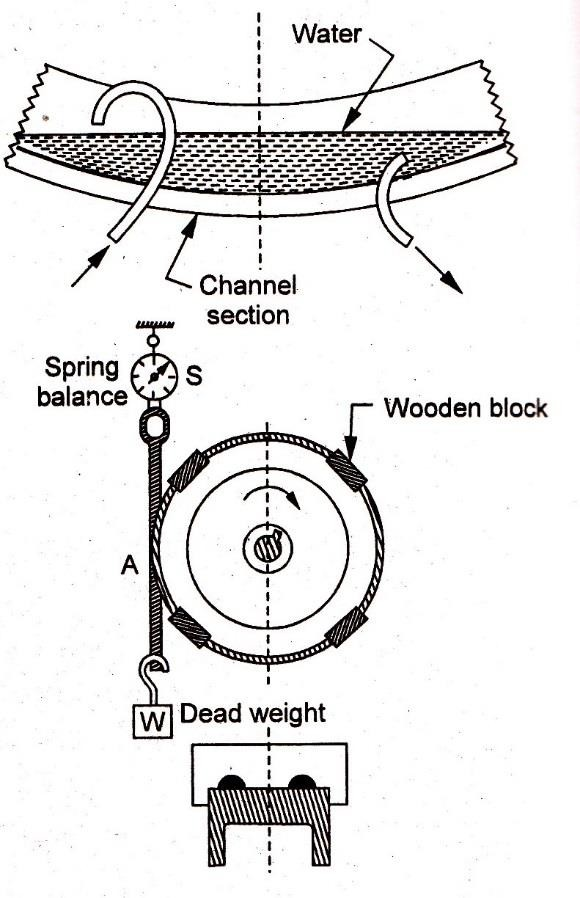 Water
Channel
section
Spring
balance
S
Wooden block
A
W
Dead weight